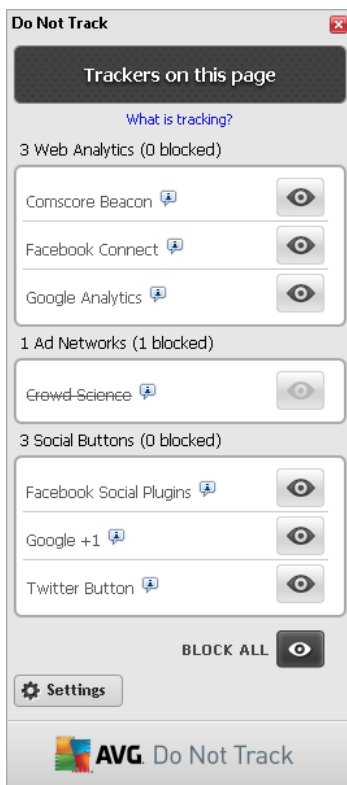 Do Not Track
Trackers on this page
What is tracking?
3 Web Analytics (0 blocked)
Comscore Beacon
Facebook Connect
Google Analytics
1 Ad Networks (1 blocked)
Crowd Science
3 Social Buttons (0 blocked)
Facebook Social Plugins
Google +1
Twitter Button
BLOCK ALL
Settings
AVG. Do Not Track